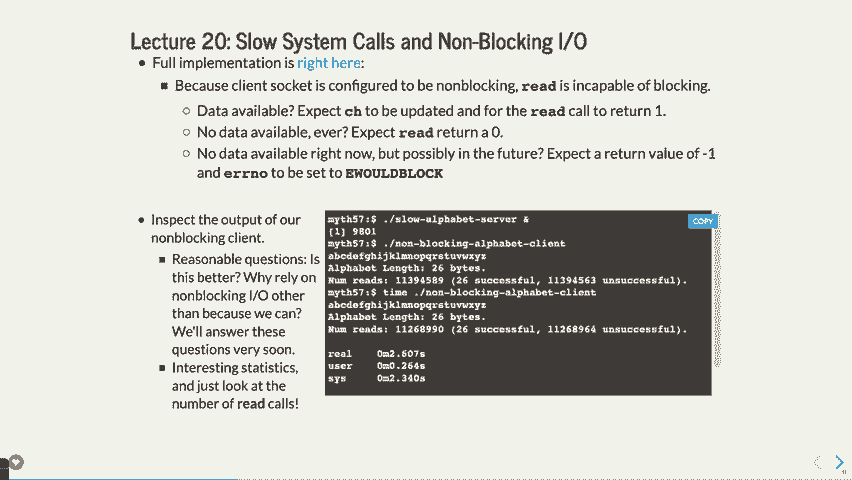 Lecture 20: Slow System Calls and Non-Blocking I/O
Full implementation is right here:
Because client socket is configured to be nonblocking, read is incapable of blocking.
Data available? Expect ch to be updated and for the read call to return 1.
No data available, ever? Expect read return a 0.
No data available right now, but possibly in the future? Expect a return value of -1
and errno to be set to EWOULDBLOCK
Inspect the output of our
nonblocking client.
Reasonable questions: Is
this better? Why rely on
nonblocking I/O other
than because we can?
We'll answer these
questions very soon.
Interesting statistics,
and just look at the
number of read calls!
COPY
myth57:$ ./slow-alphabet-server &
[1] 9801
myth57:$ ./non-blocking-alphabet-client
abcdefghijklmnopqrstuvwxyz
Alphabet Length: 26 bytes.
Num reads: 11394589 (26 successful, 11394563 unsuccessful).
myth57:$ time ./non-blocking-alphabet-client
abcdefghijklmnopqrstuvwxyz
Alphabet Length: 26 bytes.
Num reads: 11268990 (26 successful, 11268964 unsuccessful).
real 0m2.607s
user 0m0.264s
sys 0m2.340s